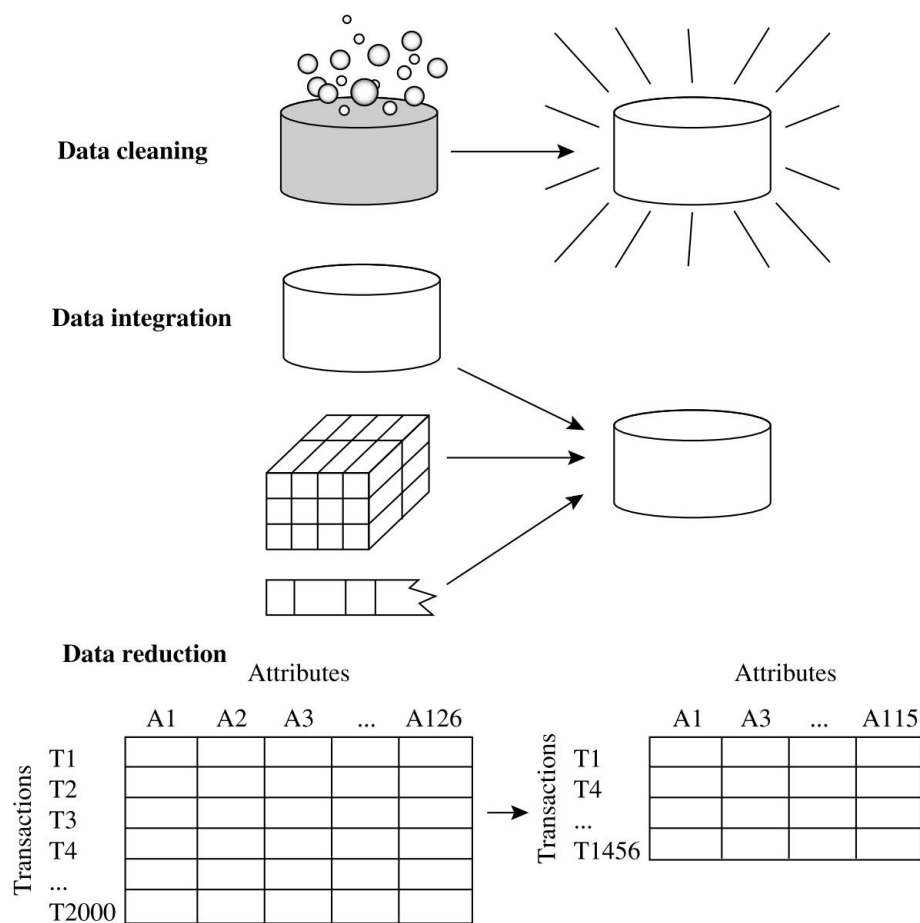 Data cleaning
Data integration
Data reduction
Attributes
A1 A2 A3 ... A126
Transactions
T1
T2
T3
T4
...
T2000
Attributes
A1 A3 ... A115
Transactions
T1
T4
...
T1456